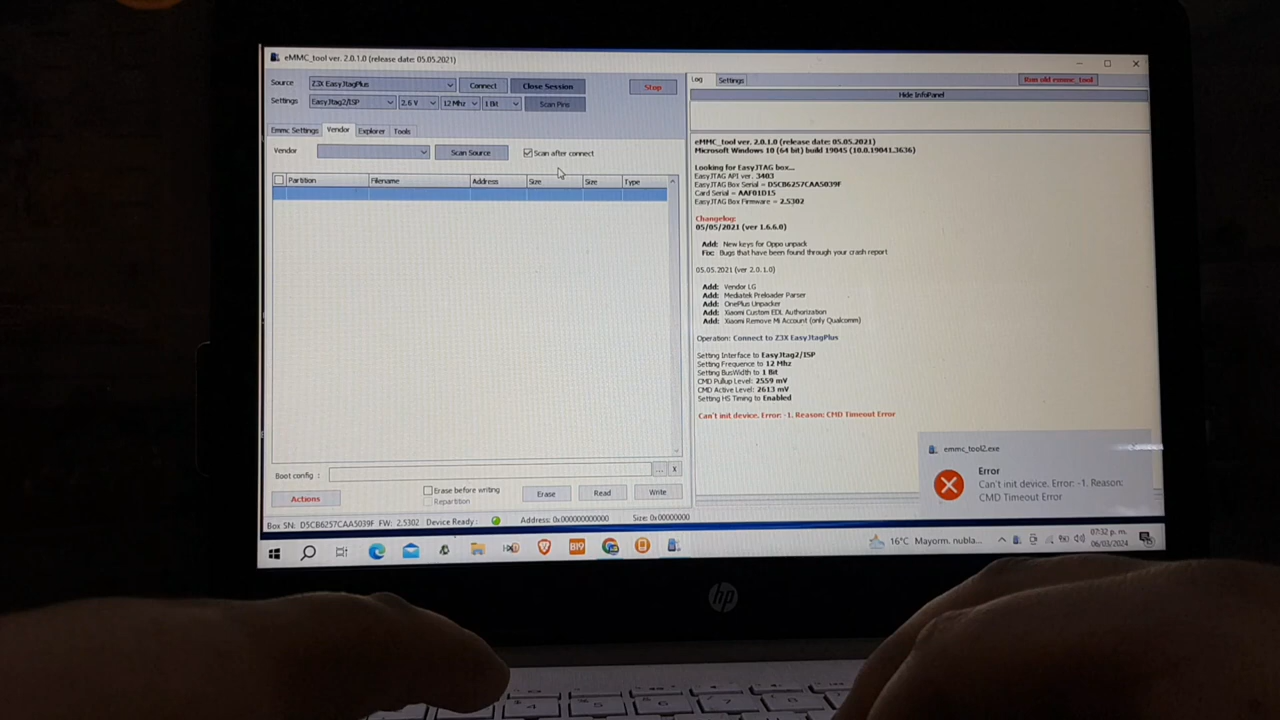 eMMC_tool ver. 2.0.1.0 (release date: 05.05.2021)
Source Z3X EasyJtagPlus Connect Close Session Stop
Settings EasyJtag2/ISP 2.6 V 12 Mhz 1 Bit Scan Pins
Emmc Settings Vendor Explorer Tools
Vendor Scan Source Scan after connect
Partition Filename Address Size Size Type
Boot config : ... x
Actions Erase before writing Erase Read Write
Repartition
Box SN: D5CB6257CAA5039F FW: 2.5302 Device Ready : Address: 0x000000000000 Size: 0x00000000
Log Settings Run old emmc_tool
Hide InfoPanel
eMMC_tool ver. 2.0.1.0 (release date: 05.05.2021)
Microsoft Windows 10 (64 bit) build 19045 (10.0.19041.3636)
Looking for EasyJTAG box...
EasyJTAG API ver. 3403
EasyJTAG Box Serial = D5CB6257CAA5039F
Card Serial = AAF01D15
EasyJTAG Box Firmware = 2.5302
Changelog:
05/05/2021 (ver 1.6.6.0)
Add: New keys for Oppo unpack
Fix: Bugs that have been found through your crash report
05.05.2021 (ver 2.0.1.0)
Add: Vendor LG
Add: Mediatek Preloader Parser
Add: OnePlus Unpacker
Add: Xiaomi Custom EDL Authorization
Add: Xiaomi Remove Mi Account (only Qualcomm)
Operation: Connect to Z3X EasyJtagPlus
Setting Interface to EasyJtag2/ISP
Setting Frequence to 12 Mhz
Setting BusWidth to 1 Bit
CMD Pullup Level: 2559 mV
CMD Active Level: 2613 mV
Setting HS Timing to Enabled
Can't init device. Error: -1. Reason: CMD Timeout Error
emmc_tool2.exe
Error
Can't init device. Error: -1. Reason:
CMD Timeout Error
16°C Mayorm. nubla...
07:32 p. m.
06/03/2024
hp
4 5 6 7